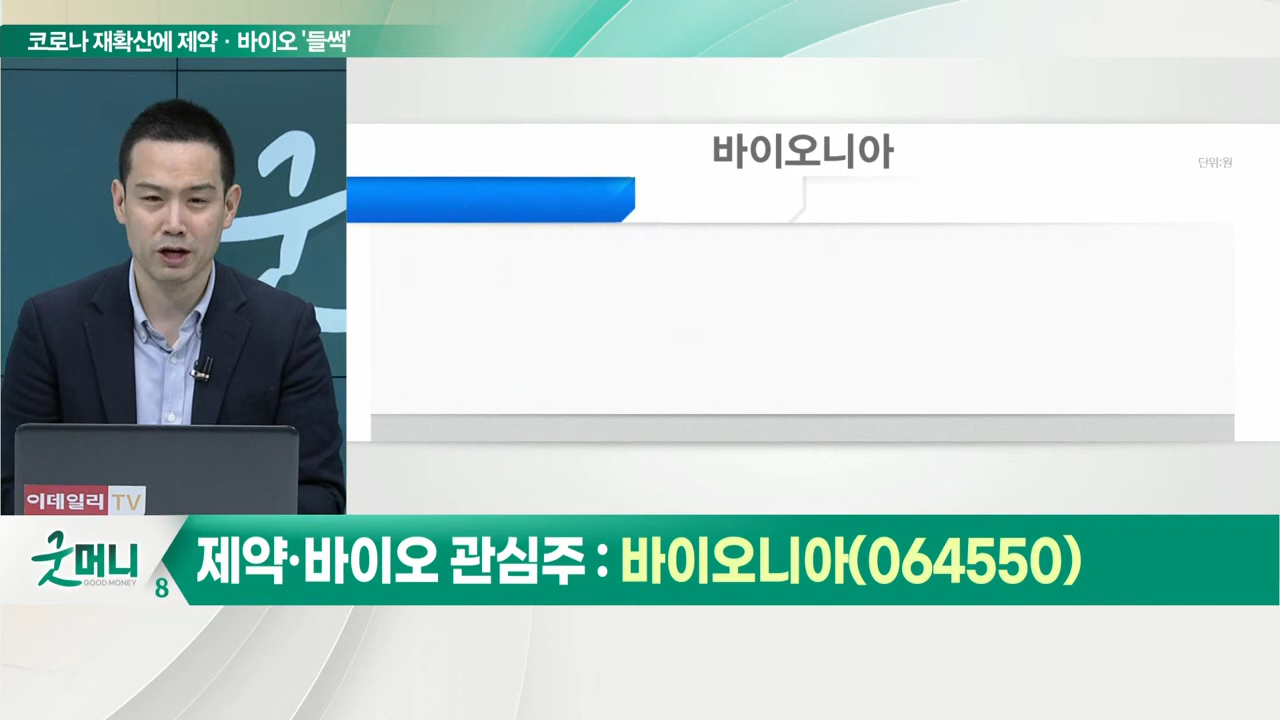 코로나 재확산에 제약 · 바이오 '들썩'
바이오니아
단위:원
이데일리 TV
굿머니
GOOD MONEY
8
제약·바이오 관심주 : 바이오니아(064550)